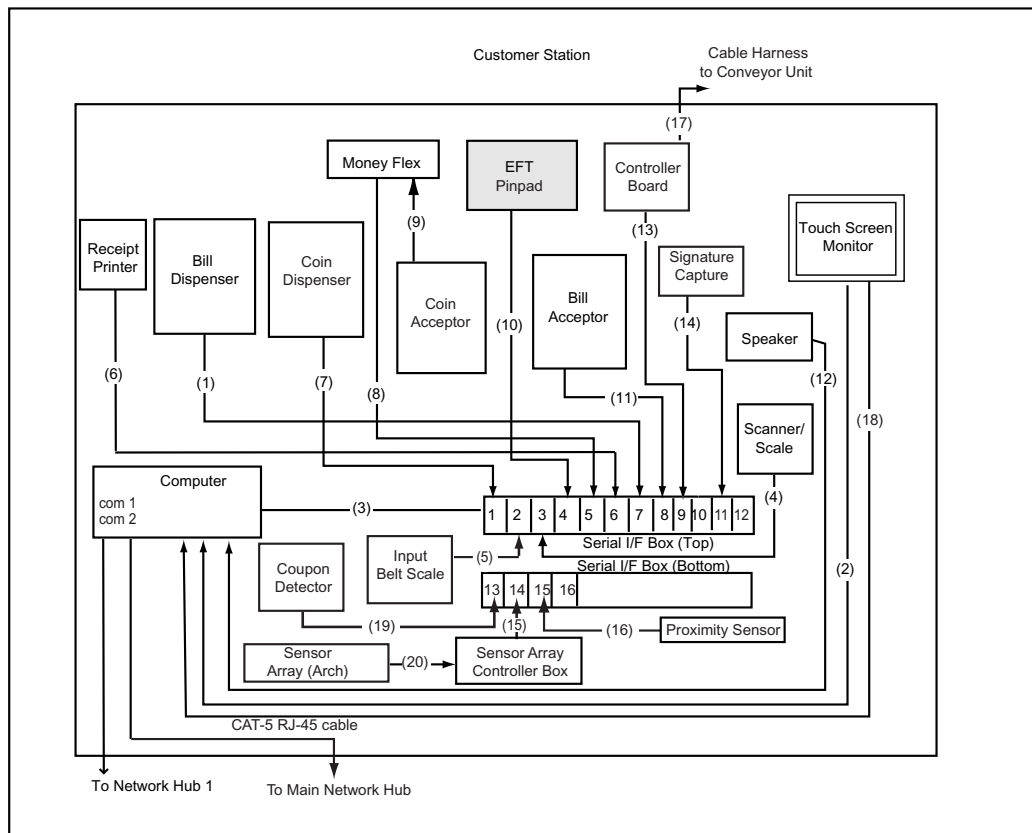 Customer Station
Cable Harness
to Conveyor Unit
(17)
Money Flex
EFT
Pinpad
Controller
Board
Touch Screen
Monitor
Receipt
Printer
Bill
Dispenser
Coin
Dispenser
(9)
(13)
Signature
Capture
Coin
Acceptor
Bill
Acceptor
(10)
(14)
Speaker
(6)
(1)
(7)
(8)
(11)
(12)
(18)
Scanner/
Scale
Computer
com 1
com 2
(3)
(4)
1 2 3 4 5 6 7 8 9 10 11 12
Serial I/F Box (Top)
Input
Belt Scale
(5)
Serial I/F Box (Bottom)
(2)
Coupon
Detector
13 14 15 16
(19)
(15)
(16)
Proximity Sensor
Sensor
Array (Arch)
(20)
Sensor Array
Controller Box
CAT-5 RJ-45 cable
To Network Hub 1
To Main Network Hub